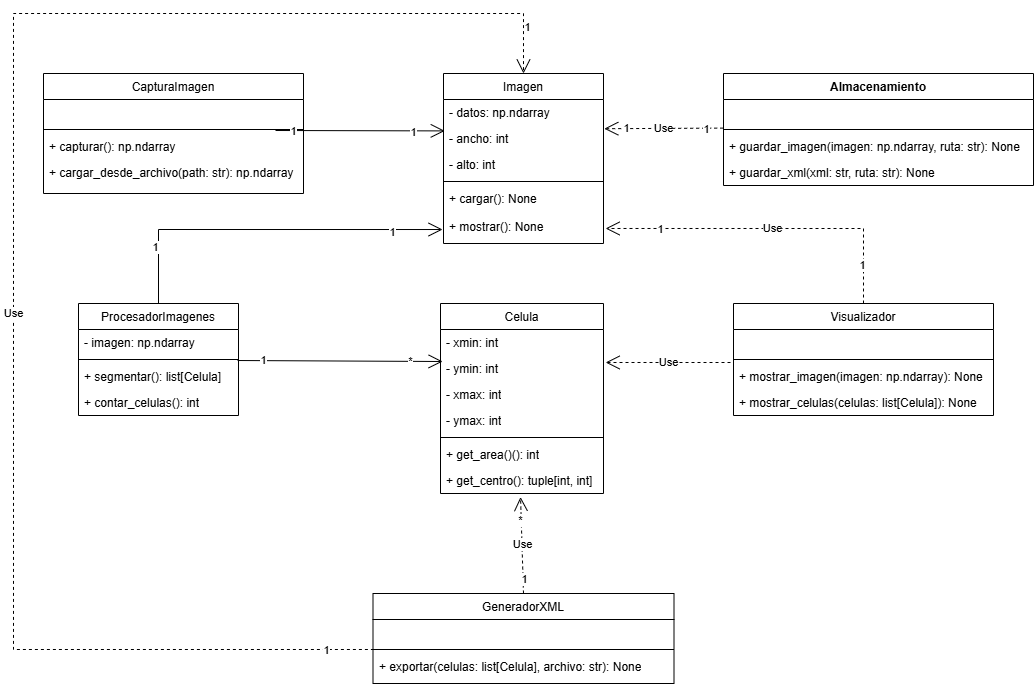 1
CapturaImagen
+ capturar(): np.ndarray
+ cargar_desde_archivo(path: str): np.ndarray
1
1
Imagen
- datos: np.ndarray
- ancho: int
- alto: int
+ cargar(): None
+ mostrar(): None
1
Use
1
Almacenamiento
+ guardar_imagen(imagen: np.ndarray, ruta: str): None
+ guardar_xml(xml: str, ruta: str): None
1
1
1
Use
1
Use
ProcesadorImagenes
- imagen: np.ndarray
+ segmentar(): list[Celula]
+ contar_celulas(): int
1
*
Celula
- xmin: int
- ymin: int
- xmax: int
- ymax: int
+ get_area()(): int
+ get_centro(): tuple[int, int]
Use
Visualizador
+ mostrar_imagen(imagen: np.ndarray): None
+ mostrar_celulas(celulas: list[Celula]): None
*
Use
1
GeneradorXML
+ exportar(celulas: list[Celula], archivo: str): None
1